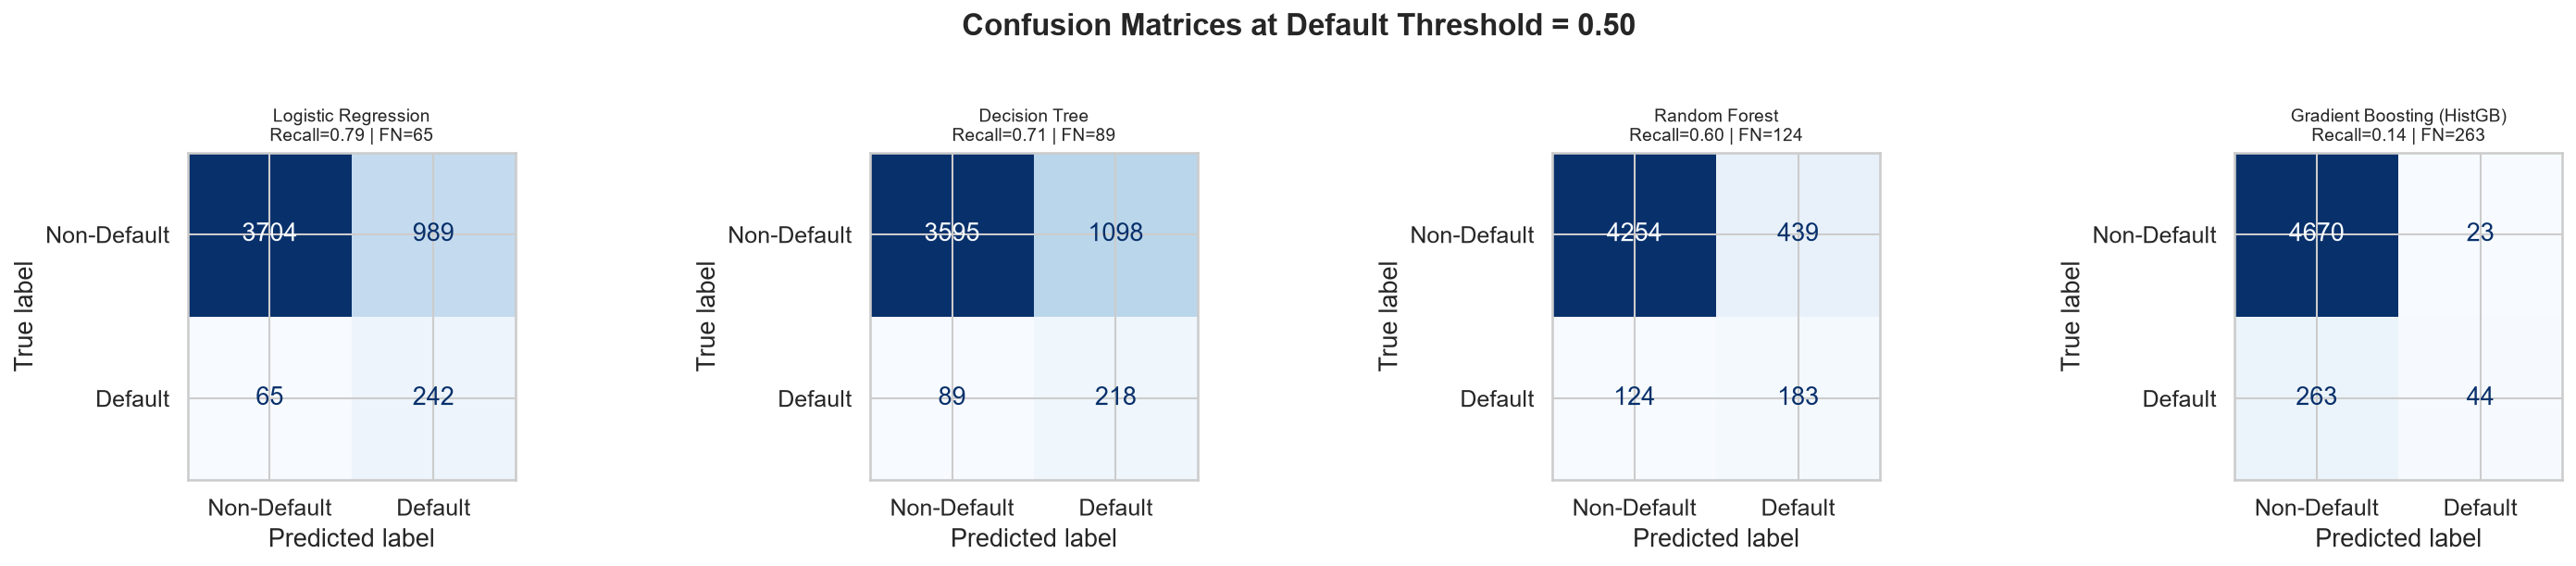 Confusion Matrices at Default Threshold = 0.50
Logistic Regression
Recall=0.79 | FN=65
True label
Non-Default
3704
989
Default
65
242
Non-Default
Default
Predicted label
Decision Tree
Recall=0.71 | FN=89
True label
Non-Default
3595
1098
Default
89
218
Non-Default
Default
Predicted label
Random Forest
Recall=0.60 | FN=124
True label
Non-Default
4254
439
Default
124
183
Non-Default
Default
Predicted label
Gradient Boosting (HistGB)
Recall=0.14 | FN=263
True label
Non-Default
4670
23
Default
263
44
Non-Default
Default
Predicted label